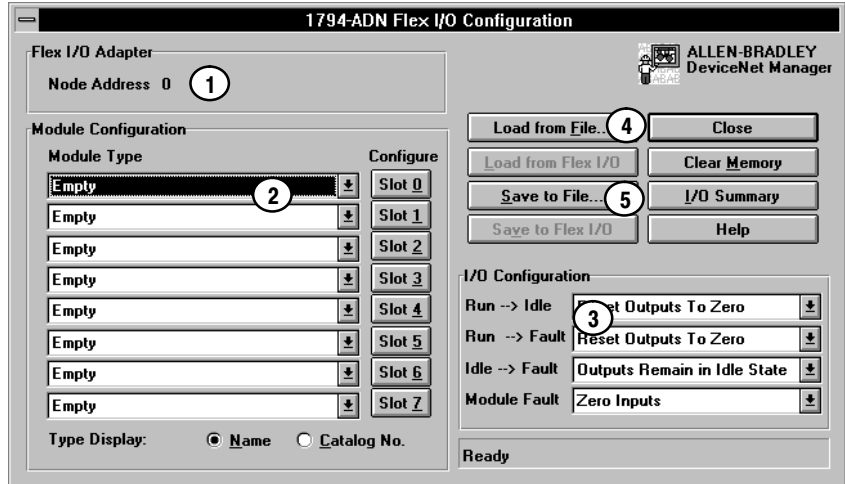 1794-ADN Flex I/O Configuration
Flex I/O Adapter
Node Address 0
1
ALLEN-BRADLEY
DeviceNet Manager
Module Configuration
Module Type
Configure
Empty
2
Slot 0
Empty
Slot 1
Empty
Slot 2
Empty
Slot 3
Empty
Slot 4
Empty
Slot 5
Empty
Slot 6
Empty
Slot 7
Type Display:
Name
Catalog No.
Load from File..
4
Close
Load from Flex I/O
Clear Memory
Save to File...
5
I/O Summary
Save to Flex I/O
Help
I/O Configuration
Run --> Idle
Outputs To Zero
3
Run --> Fault
Reset Outputs To Zero
Idle --> Fault
Outputs Remain in Idle State
Module Fault
Zero Inputs
Ready